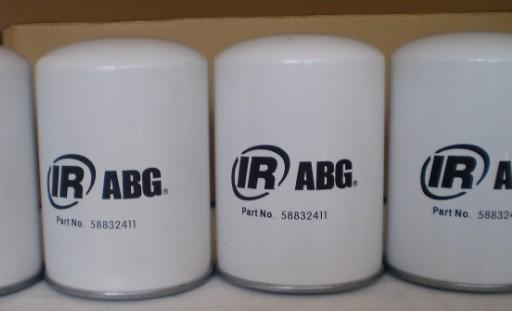 IR ABG®
Part No. 58832411
IR ABG®
Part No. 58832411
IR A
Part No. 58832